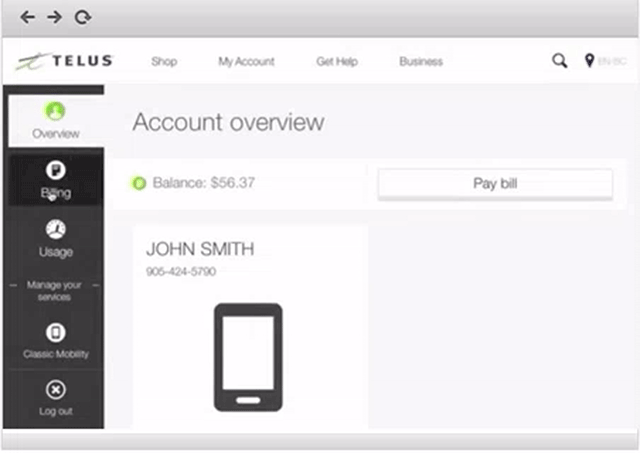 TELUS
Shop
My Account
Get Help
Business
EN-BC
Overview
Billing
Usage
Manage your
services
Classic Mobility
Log out
Account overview
Balance: $56.37
Pay bill
JOHN SMITH
905-424-5790